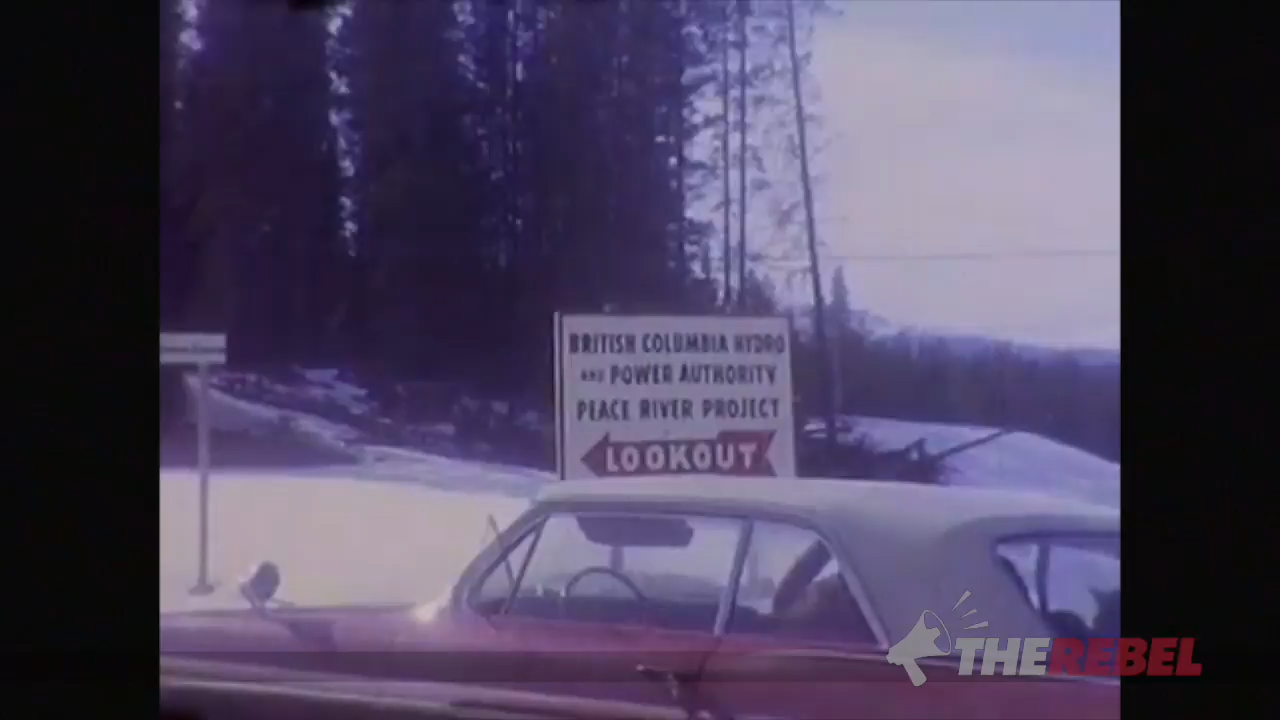 BRITISH COLUMBIA HYDRO
AND POWER AUTHORITY
PEACE RIVER PROJECT
LOOKOUT
THEREBEL